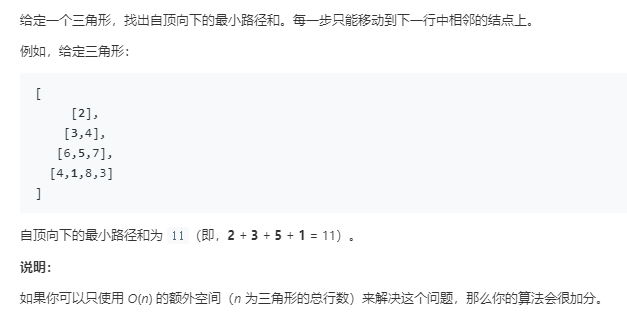 给定一个三角形，找出自顶向下的最小路径和。每一步只能移动到下一行中相邻的结点上。
例如，给定三角形：
[
[2],
[3,4],
[6,5,7],
[4,1,8,3]
]
自顶向下的最小路径和为 11（即，2 + 3 + 5 + 1 = 11）。
说明：
如果你可以只使用 O(n) 的额外空间（n 为三角形的总行数）来解决这个问题，那么你的算法会很加分。